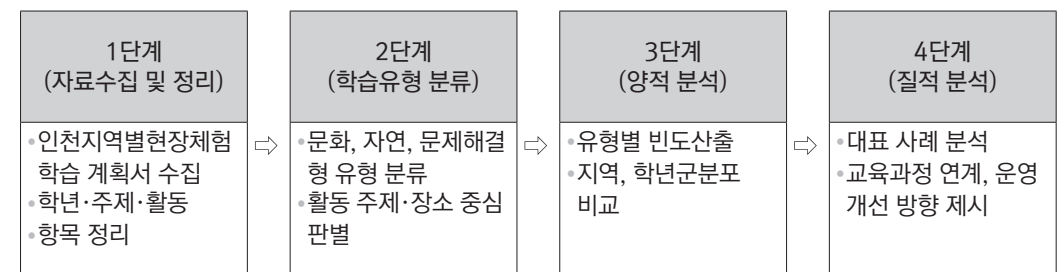 1단계
(자료수집 및 정리)
•인천지역별현장체험
학습 계획서 수집
•학년·주제·활동
•항목 정리
⇨
2단계
(학습유형 분류)
•문화, 자연, 문제해결
형 유형 분류
•활동 주제·장소 중심
판별
⇨
3단계
(양적 분석)
•유형별 빈도산출
•지역, 학년군분포
비교
⇨
4단계
(질적 분석)
•대표 사례 분석
•교육과정 연계, 운영
개선 방향 제시